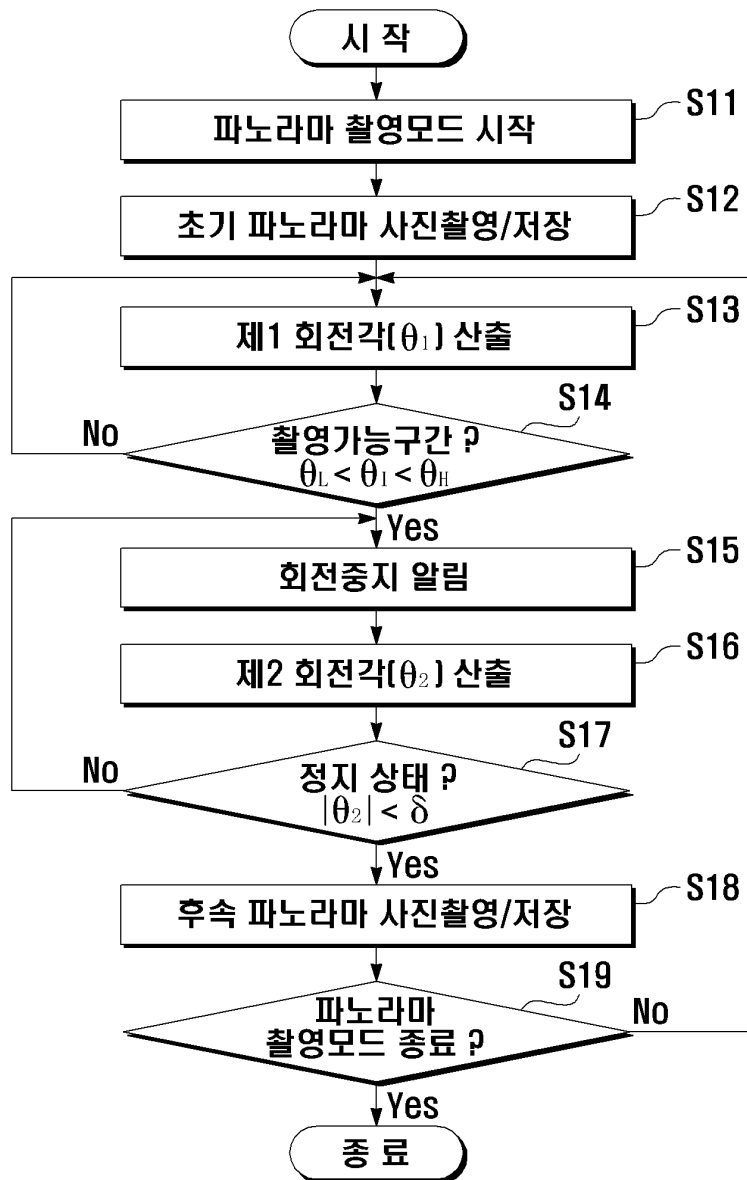 시 작
파노라마 촬영모드 시작
S11
초기 파노라마 사진촬영/저장
S12
제1 회전각(θ₁) 산출
S13
S14
No
촬영가능구간 ?
θL < θI < θH
Yes
회전중지 알림
S15
제2 회전각(θ₂) 산출
S16
S17
No
정지 상태 ?
|θ₂| < δ
Yes
후속 파노라마 사진촬영/저장
S18
S19
파노라마
촬영모드 종료 ?
No
Yes
종 료